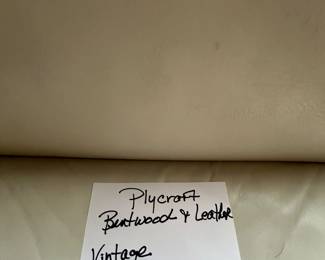 Plycraft
Bentwood & Leather
Vintage